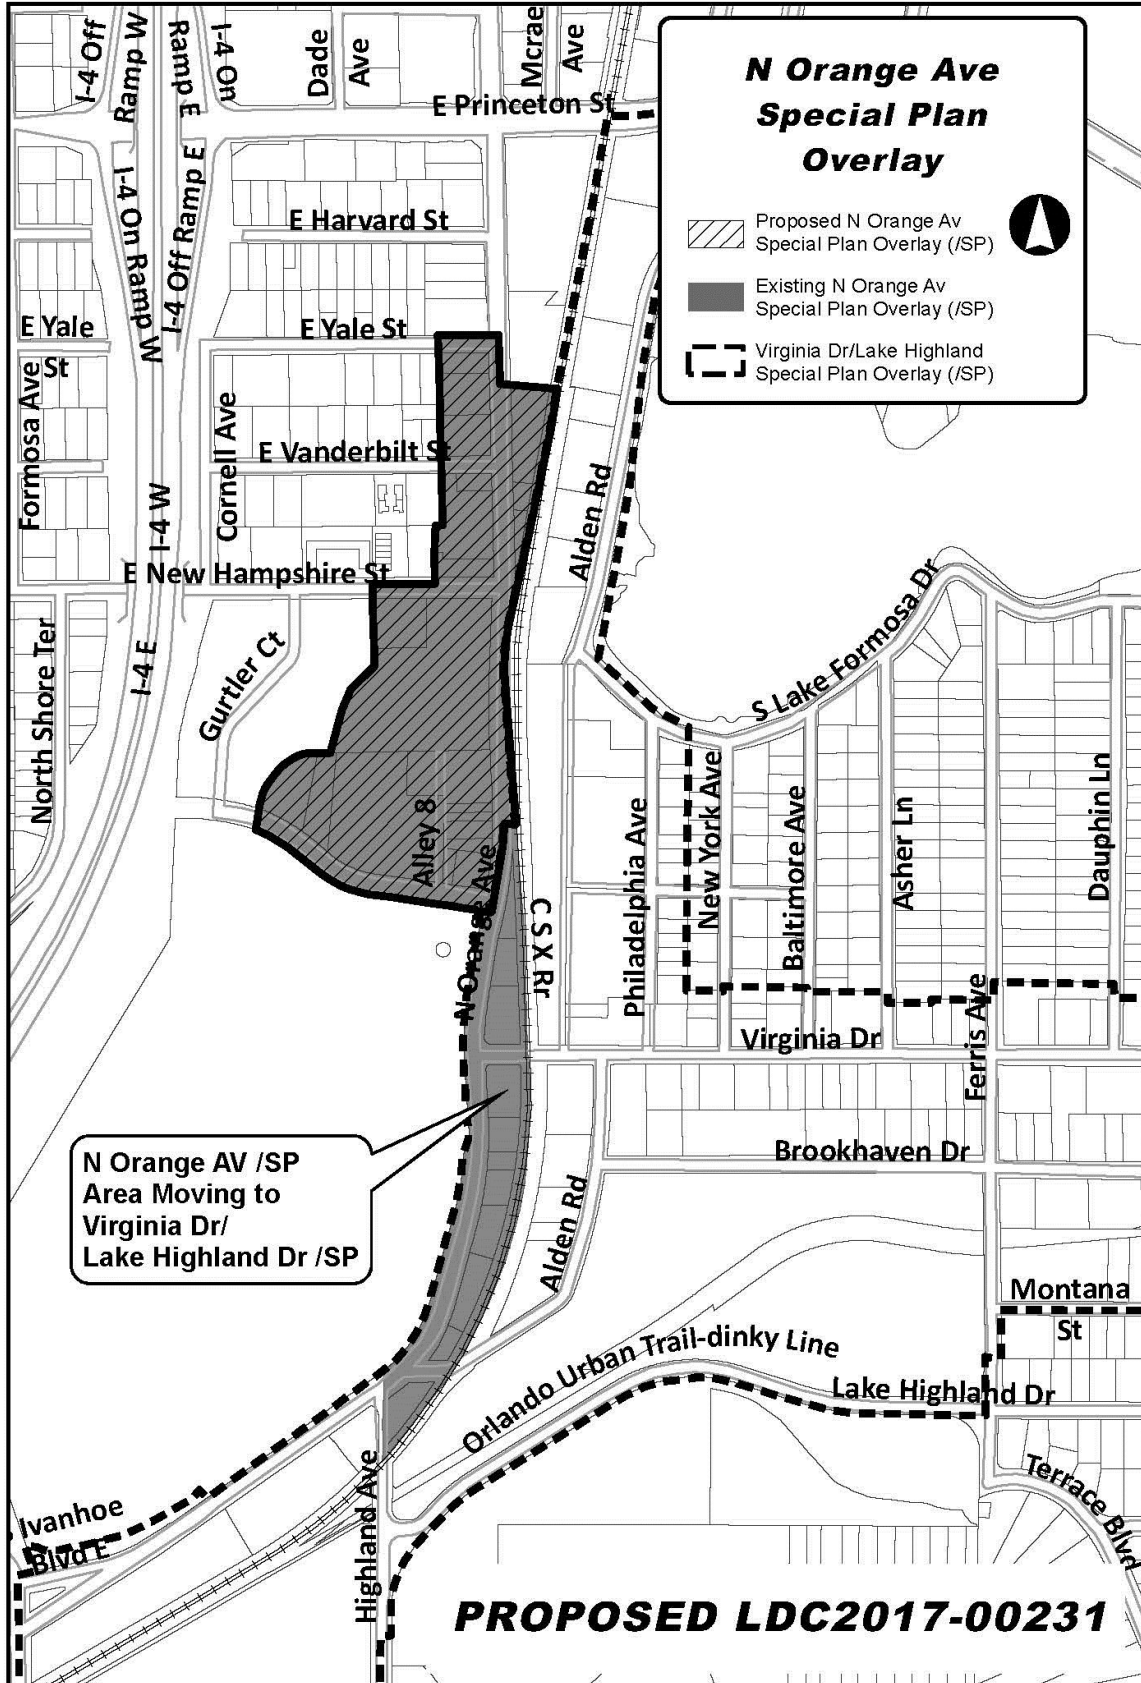 N Orange Ave
Special Plan
Overlay
Proposed N Orange Av
Special Plan Overlay (/SP)
Existing N Orange Av
Special Plan Overlay (/SP)
Virginia Dr/Lake Highland
Special Plan Overlay (/SP)
I-4 Off
Ramp W
Ramp E
I-4 On
Dade
Ave
Mcrae
Ave
E Princeton St
I-4 On Ramp W
I-4 Off Ramp E
E Harvard St
E Yale
St
E Yale St
Formosa Ave
Cornell Ave
E Vanderbilt St
I-4 W
Alden Rd
E New Hampshire St
I-4 E
North Shore Ter
Gurtler Ct
S Lake Formosa Dr
Alley 8
N Orange Ave
C S X Rr
Philadelphia Ave
New York Ave
Baltimore Ave
Asher Ln
Dauphin Ln
Ferris Ave
Virginia Dr
Brookhaven Dr
N Orange AV /SP
Area Moving to
Virginia Dr/
Lake Highland Dr /SP
Alden Rd
Montana
St
Orlando Urban Trail-dinky Line
Lake Highland Dr
Terrace Blvd
Ivanhoe
Blvd E
Highland Ave
PROPOSED LDC2017-00231